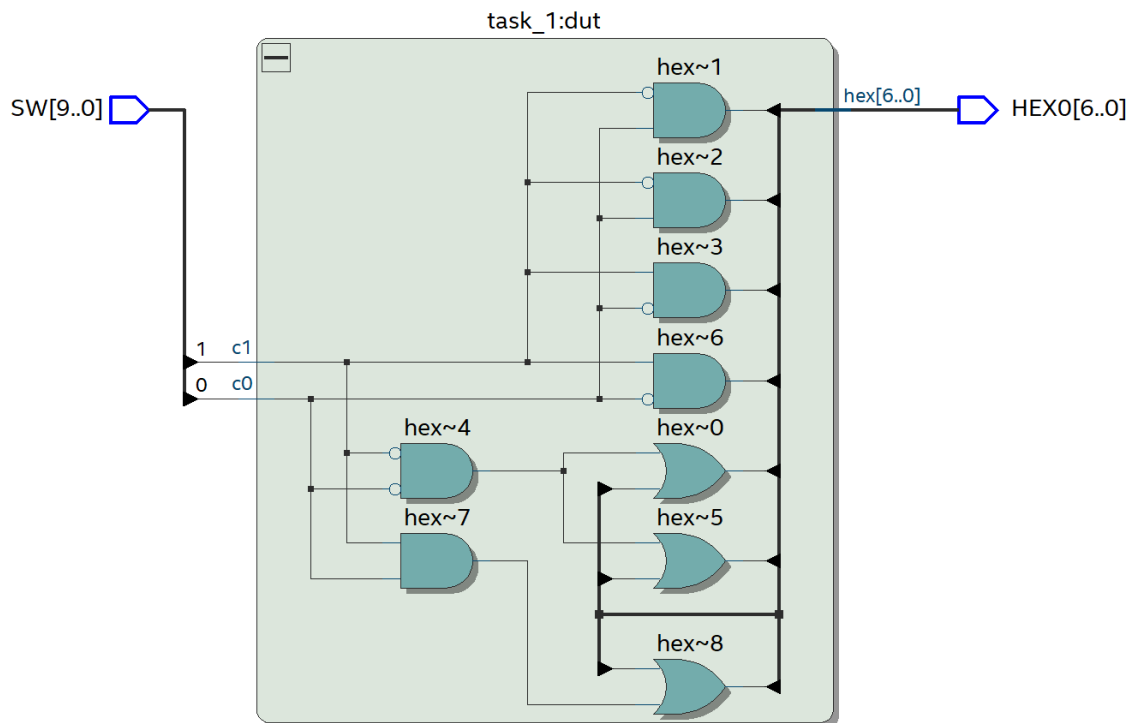 task_1:dut
SW[9..0]
hex~1
hex[6..0]
HEX0[6..0]
hex~2
hex~3
hex~6
1 c1
0 c0
hex~4
hex~0
hex~7
hex~5
hex~8